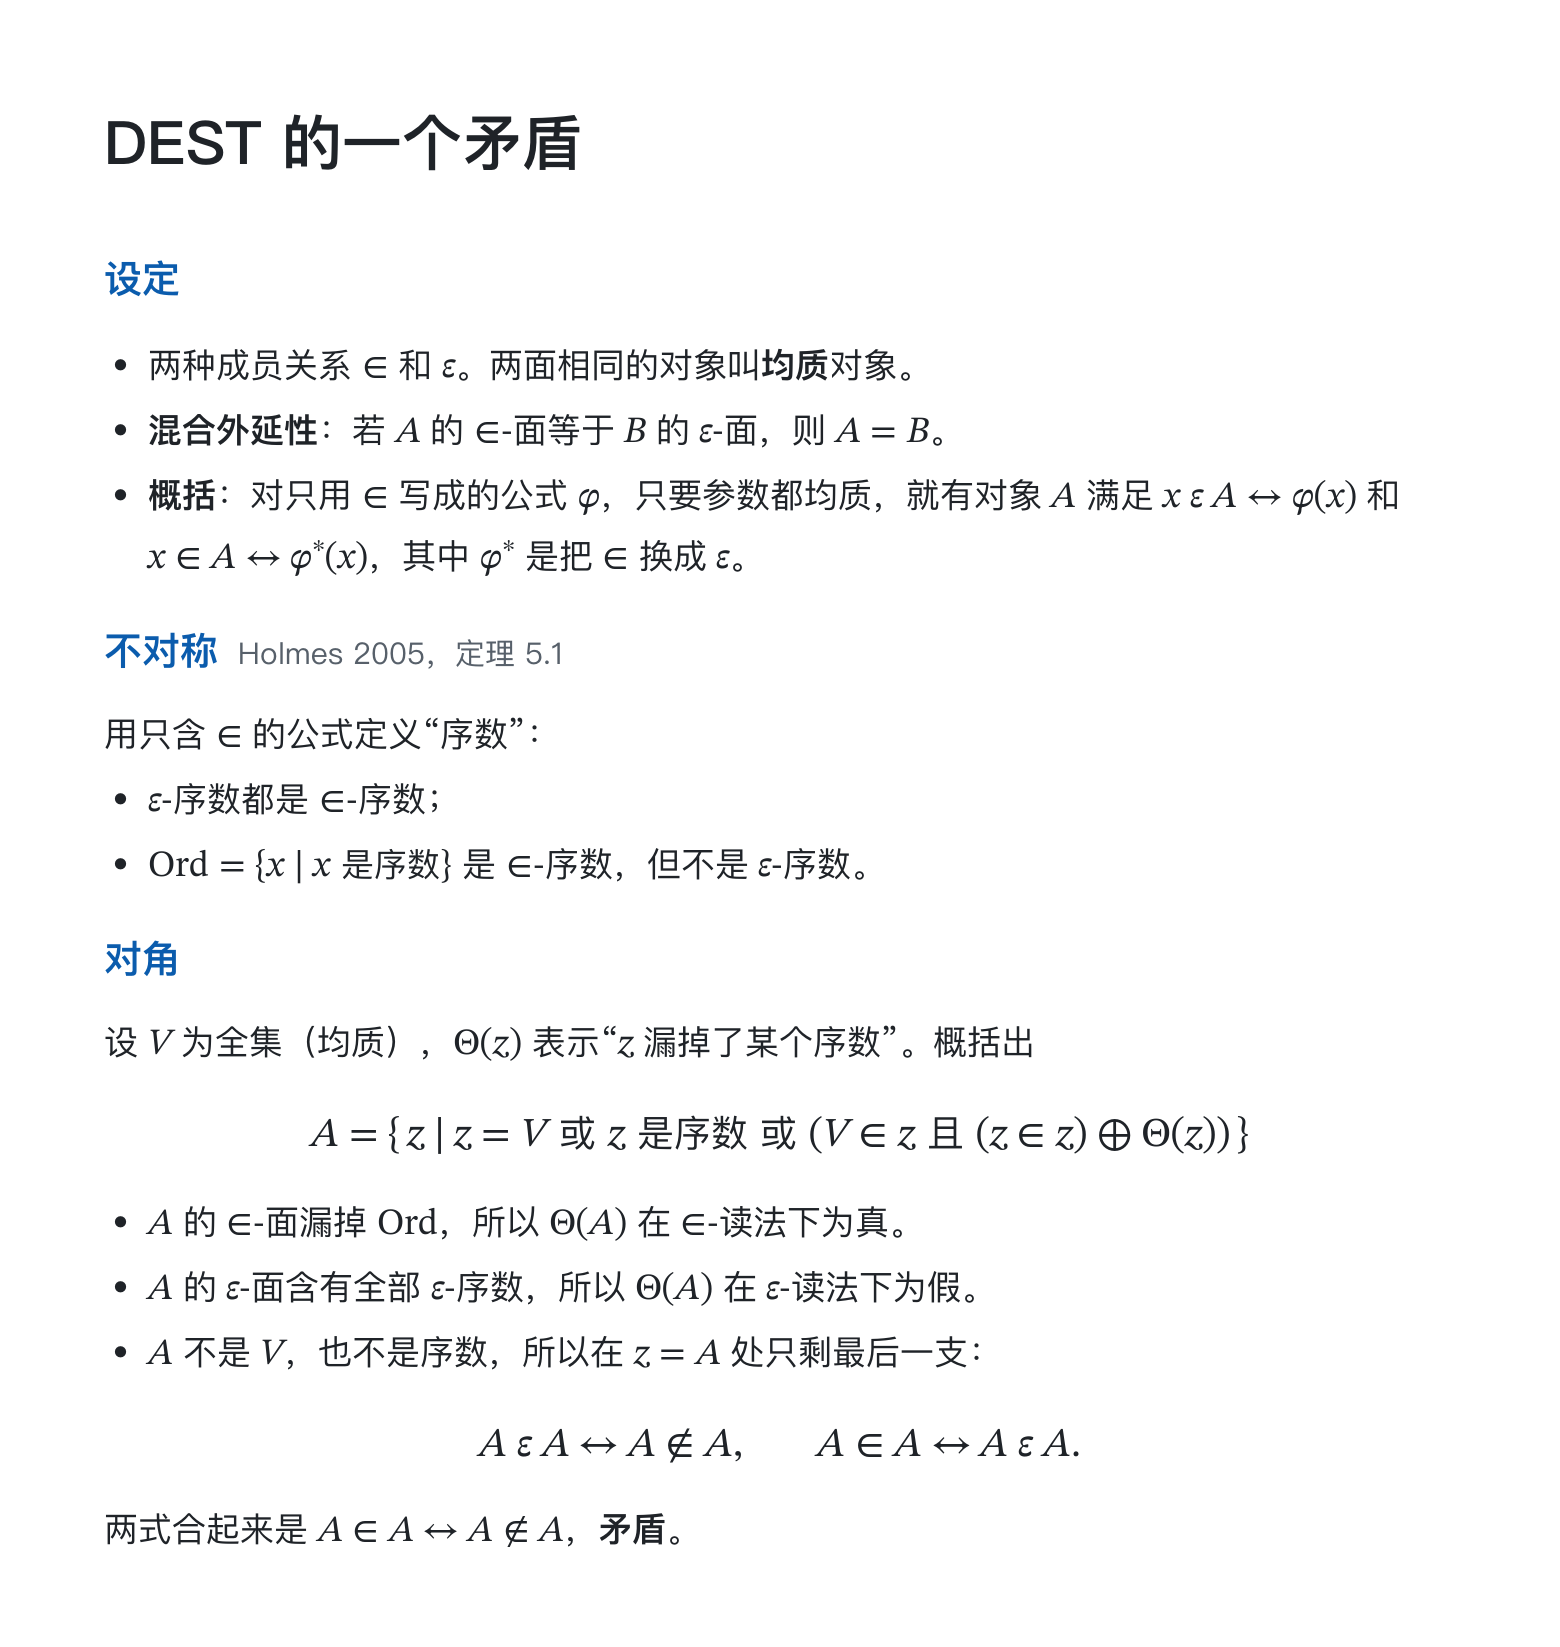 DEST 的一个矛盾
设定
• 两种成员关系 ∈ 和 ε。两面相同的对象叫均质对象。
• 混合外延性：若 A 的 ∈-面等于 B 的 ε-面，则 A = B。
• 概括：对只用 ∈ 写成的公式 φ，只要参数都均质，就有对象 A 满足 x ε A ↔ φ(x) 和
x ∈ A ↔ φ*(x)，其中 φ* 是把 ∈ 换成 ε。
不对称 Holmes 2005，定理 5.1
用只含 ∈ 的公式定义“序数”：
• ε-序数都是 ∈-序数；
• Ord = {x | x 是序数} 是 ∈-序数，但不是 ε-序数。
对角
设 V 为全集（均质），Θ(z) 表示“z 漏掉了某个序数”。概括出
A = { z | z = V 或 z 是序数 或 (V ∈ z 且 (z ∈ z) ⊕ Θ(z)) }
• A 的 ∈-面漏掉 Ord，所以 Θ(A) 在 ∈-读法下为真。
• A 的 ε-面含有全部 ε-序数，所以 Θ(A) 在 ε-读法下为假。
• A 不是 V，也不是序数，所以在 z = A 处只剩最后一支：
A ε A ↔ A ∉ A, A ∈ A ↔ A ε A.
两式合起来是 A ∈ A ↔ A ∉ A，矛盾。